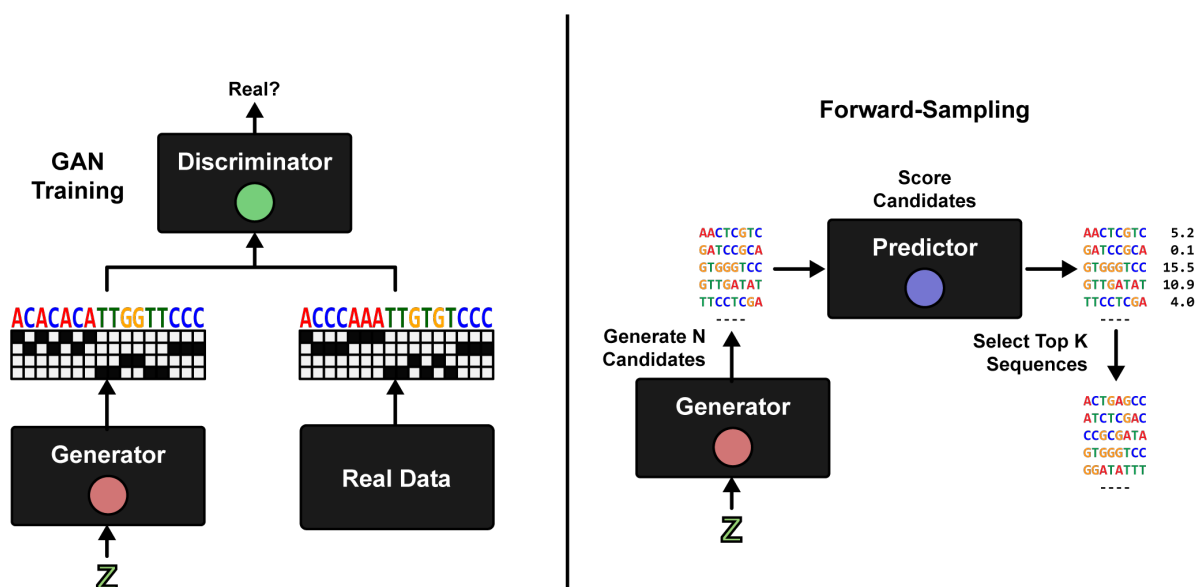 Real?
GAN
Training
Discriminator
ACACACATTGGTTCCC
ACCCAAATTGTGTCCC
Generator
Real Data
Z
Forward-Sampling
Score
Candidates
Predictor
AACTCGTC
GATCCGCA
GTGGGTCC
GTTGATAT
TTCCTCGA
----
AACTCGTC 5.2
GATCCGCA 0.1
GTGGGTCC 15.5
GTTGATAT 10.9
TTCCTCGA 4.0
----
Generate N
Candidates
Select Top K
Sequences
Generator
Z
ACTGAGCC
ATCTCGAC
CCGCGATA
GTGGGTCC
GGATATTT
----